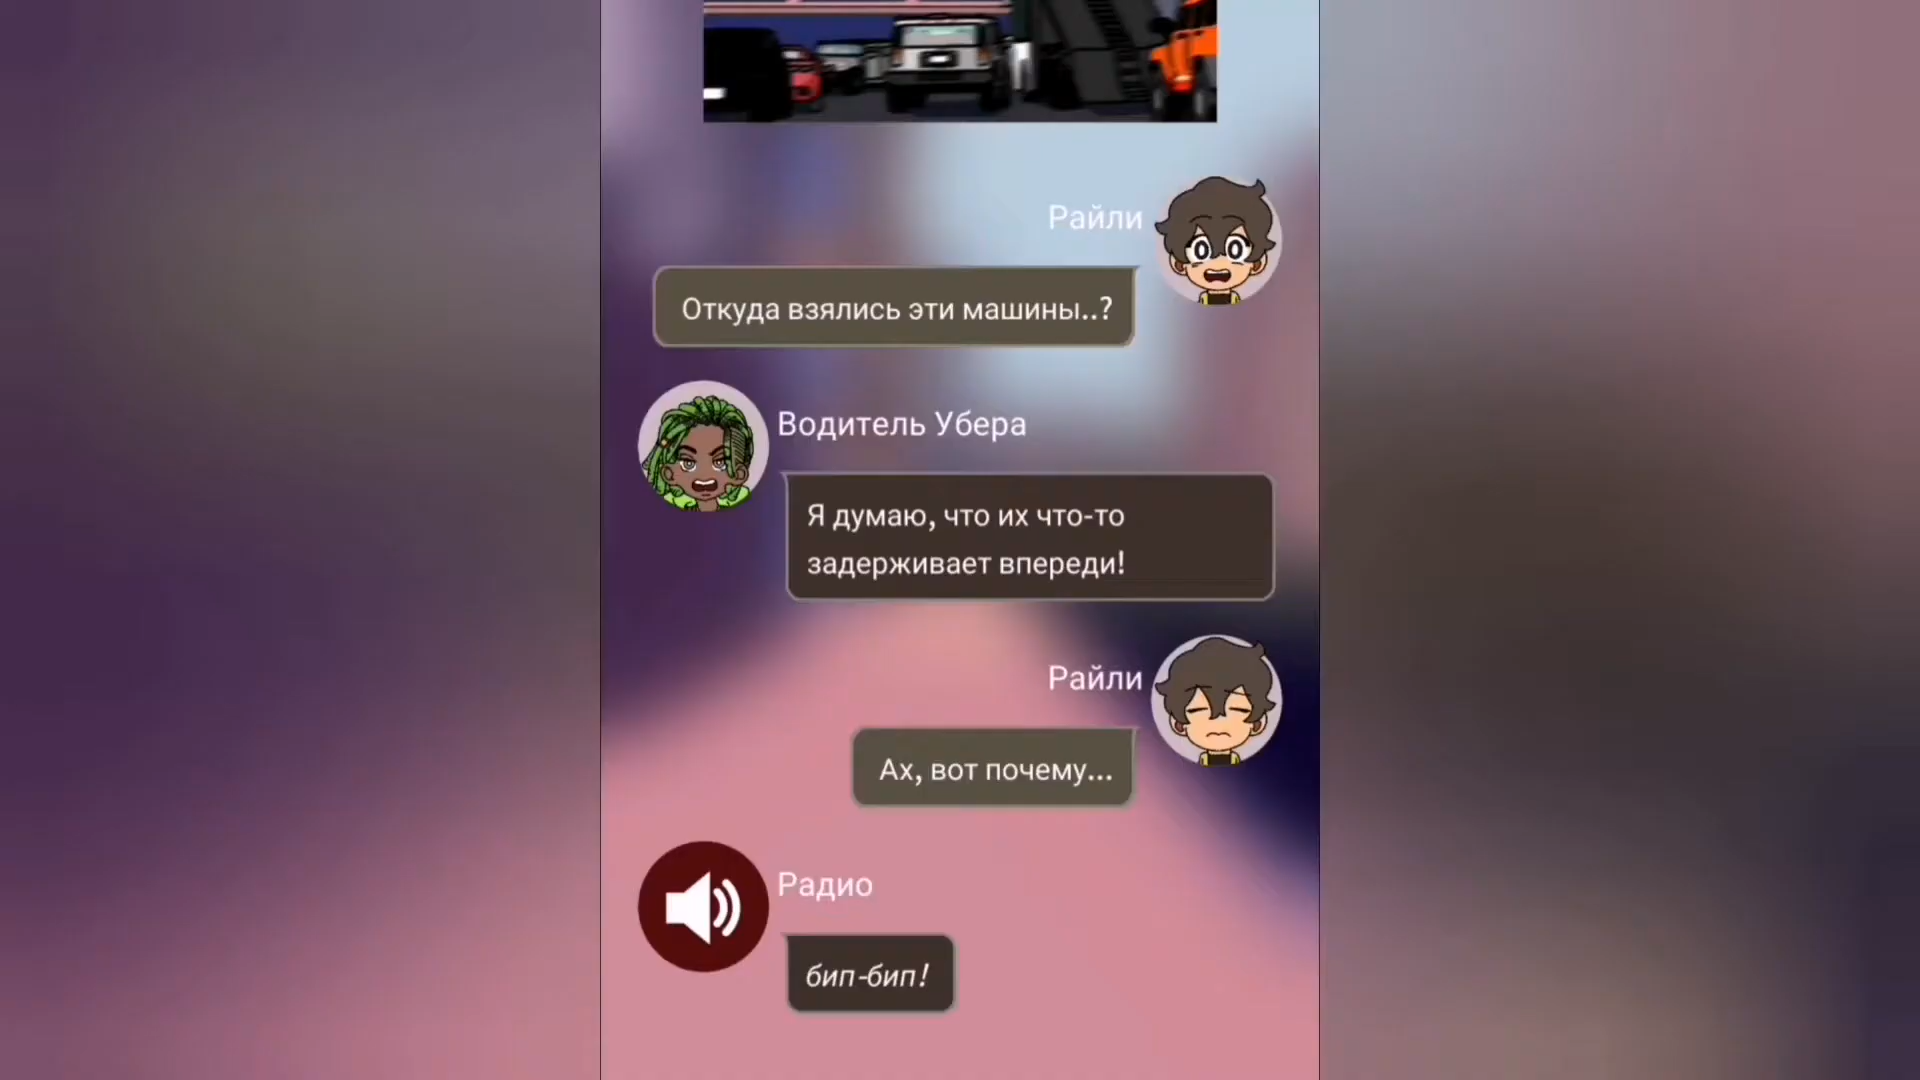 Райли
Откуда взялись эти машины..?
Водитель Убера
Я думаю, что их что-то
задерживает впереди!
Райли
Ах, вот почему...
Радио
бип-бип!